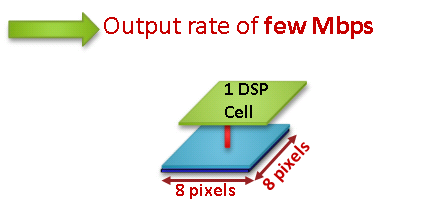 Output rate of few Mbps
1 DSP
Cell
8 pixels
8 pixels